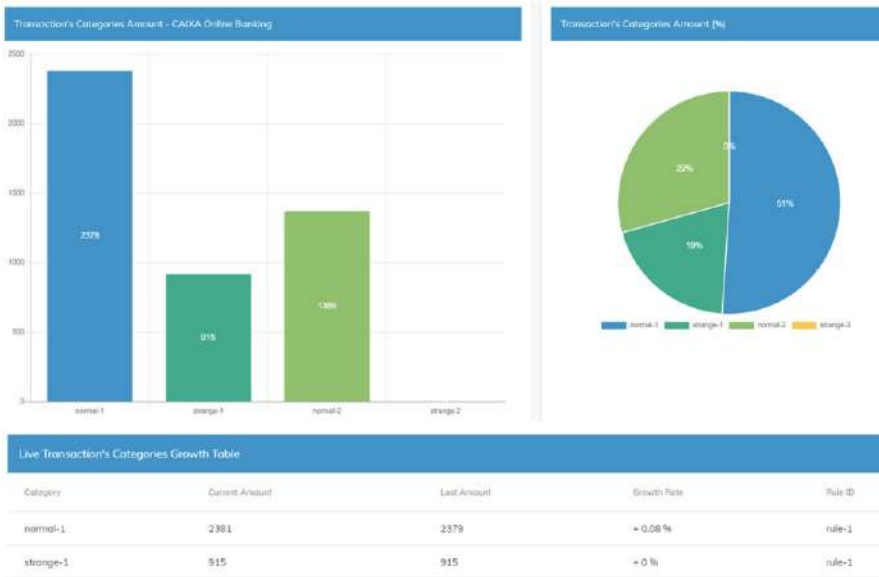 Transaction's Categories Amount - CAIXA Online Banking
2500
2000
1500
1000
500
0
2378
915
normal-1
strange-1
normal-2
strange-2
Transaction's Categories Amount (%)
0%
51%
19%
normal-1 strange-1 normal-2 strange-2
Live Transaction's Categories Growth Table
Category Current Amount Last Amount Growth Rate Rule ID
normal-1 2381 2379 + 0.08 % rule-1
strange-1 915 915 + 0 % rule-1